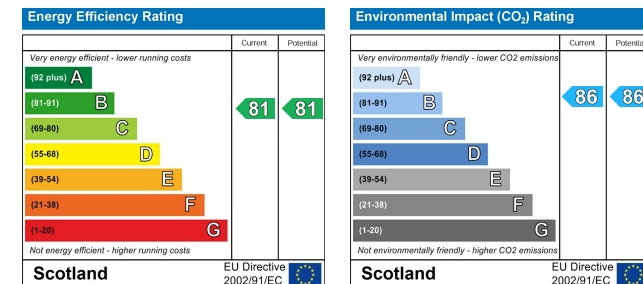 Energy Efficiency Rating
Current Potential
Very energy efficient - lower running costs
(92 plus) A
(81-91) B
(69-80) C
(55-68) D
(39-54) E
(21-38) F
(1-20) G
81 81
Not energy efficient - higher running costs
Scotland
EU Directive
2002/91/EC
Environmental Impact (CO₂) Rating
Current Potential
Very environmentally friendly - lower CO2 emissions
(92 plus) A
(81-91) B
(69-80) C
(55-68) D
(39-54) E
(21-38) F
(1-20) G
86 86
Not environmentally friendly - higher CO2 emissions
Scotland
EU Directive
2002/91/EC